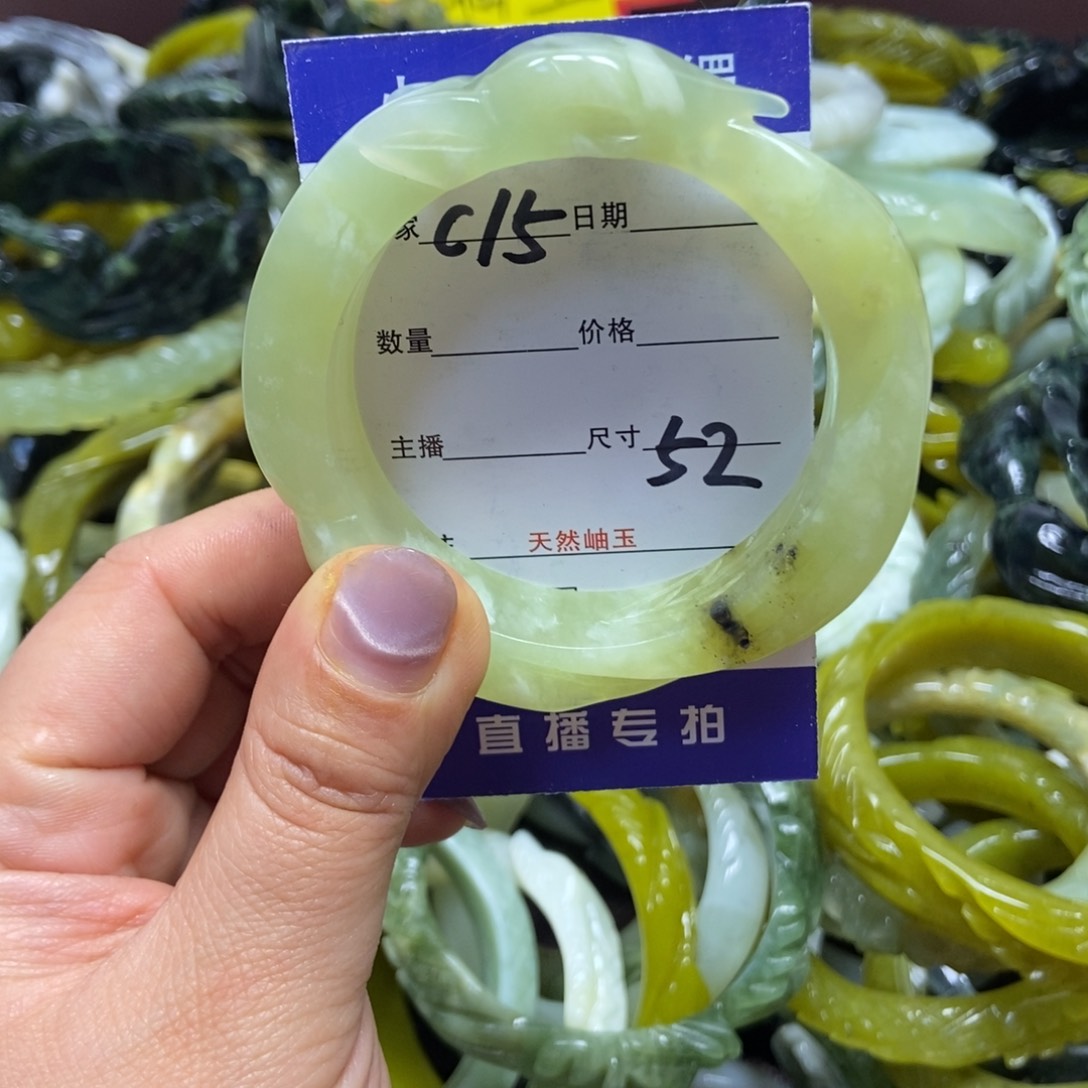 家 C15 日期
数量 价格
主播 尺寸 52
天然岫玉
直播专拍